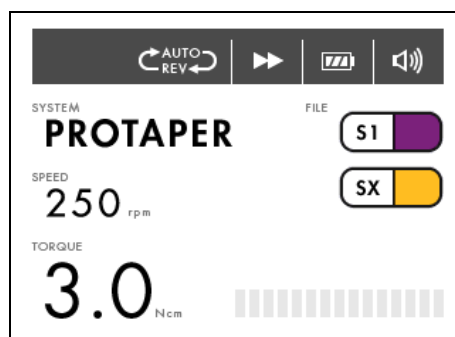 AUTO
REV
SYSTEM
PROTAPER
FILE
S1
SX
SPEED
250 rpm
TORQUE
3.0 Ncm